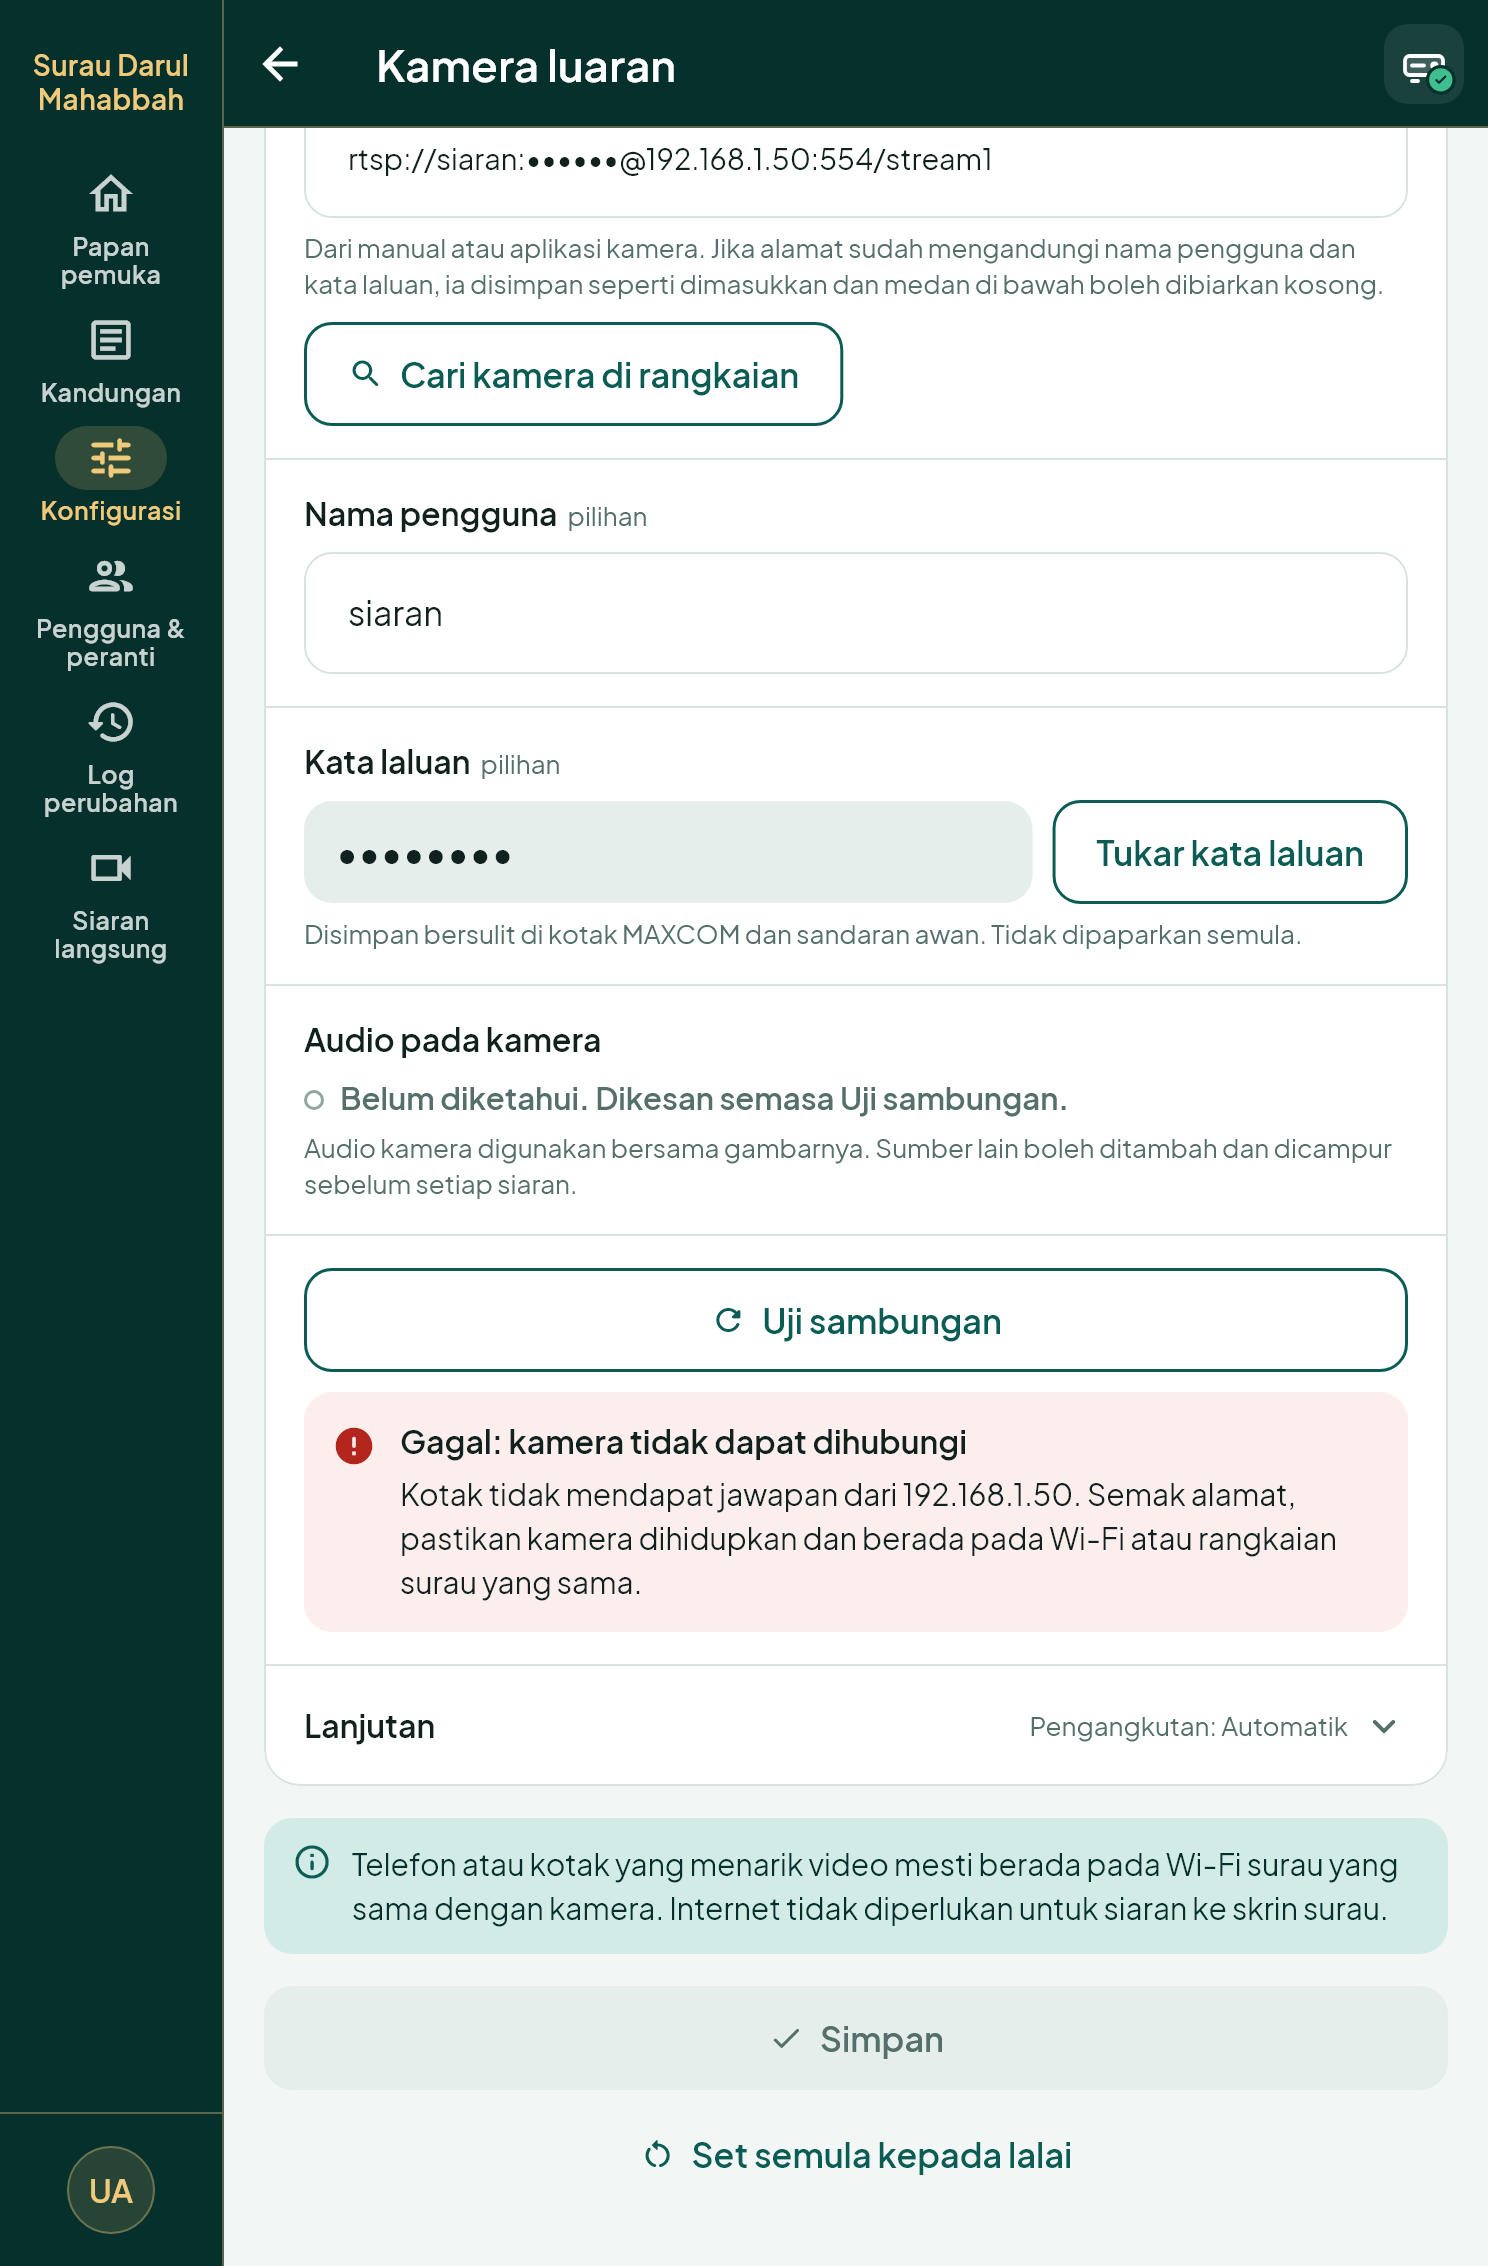 Surau Darul
Mahabbah
Papan
pemuka
Kandungan
Konfigurasi
Pengguna &
peranti
Log
perubahan
Siaran
langsung
UA
Kamera luaran
rtsp://siaran:••••••@192.168.1.50:554/stream1
Dari manual atau aplikasi kamera. Jika alamat sudah mengandungi nama pengguna dan
kata laluan, ia disimpan seperti dimasukkan dan medan di bawah boleh dibiarkan kosong.
Cari kamera di rangkaian
Nama pengguna pilihan
siaran
Kata laluan pilihan
••••••••
Tukar kata laluan
Disimpan bersulit di kotak MAXCOM dan sandaran awan. Tidak dipaparkan semula.
Audio pada kamera
Belum diketahui. Dikesan semasa Uji sambungan.
Audio kamera digunakan bersama gambarnya. Sumber lain boleh ditambah dan dicampur
sebelum setiap siaran.
Uji sambungan
Gagal: kamera tidak dapat dihubungi
Kotak tidak mendapat jawapan dari 192.168.1.50. Semak alamat,
pastikan kamera dihidupkan dan berada pada Wi-Fi atau rangkaian
surau yang sama.
Lanjutan
Pengangkutan: Automatik
Telefon atau kotak yang menarik video mesti berada pada Wi-Fi surau yang
sama dengan kamera. Internet tidak diperlukan untuk siaran ke skrin surau.
Simpan
Set semula kepada lalai